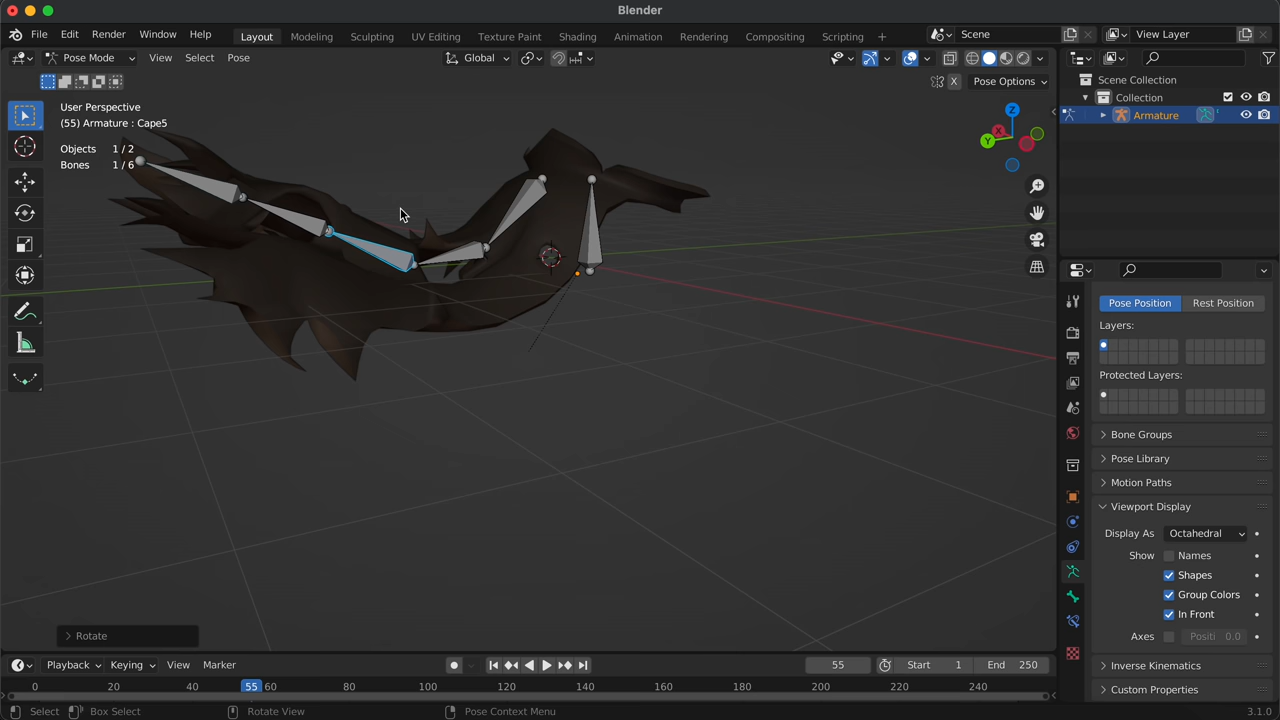 Blender
File Edit Render Window Help Layout Modeling Sculpting UV Editing Texture Paint Shading Animation Rendering Compositing Scripting + Scene View Layer
Pose Mode View Select Pose Global
X Pose Options
User Perspective
(55) Armature : Cape5
Objects 1 / 2
Bones 1 / 6
Z
X
Y
Scene Collection
Collection
Armature
Pose Position Rest Position
Layers:
Protected Layers:
Bone Groups
Pose Library
Motion Paths
Viewport Display
Display As Octahedral
Show Names
Shapes
Group Colors
In Front
Axes Positi 0.0
Inverse Kinematics
Custom Properties
Rotate
Playback Keying View Marker 55 Start 1 End 250
0 20 40 55 60 80 100 120 140 160 180 200 220 240
Select Box Select Rotate View Pose Context Menu 3.1.0